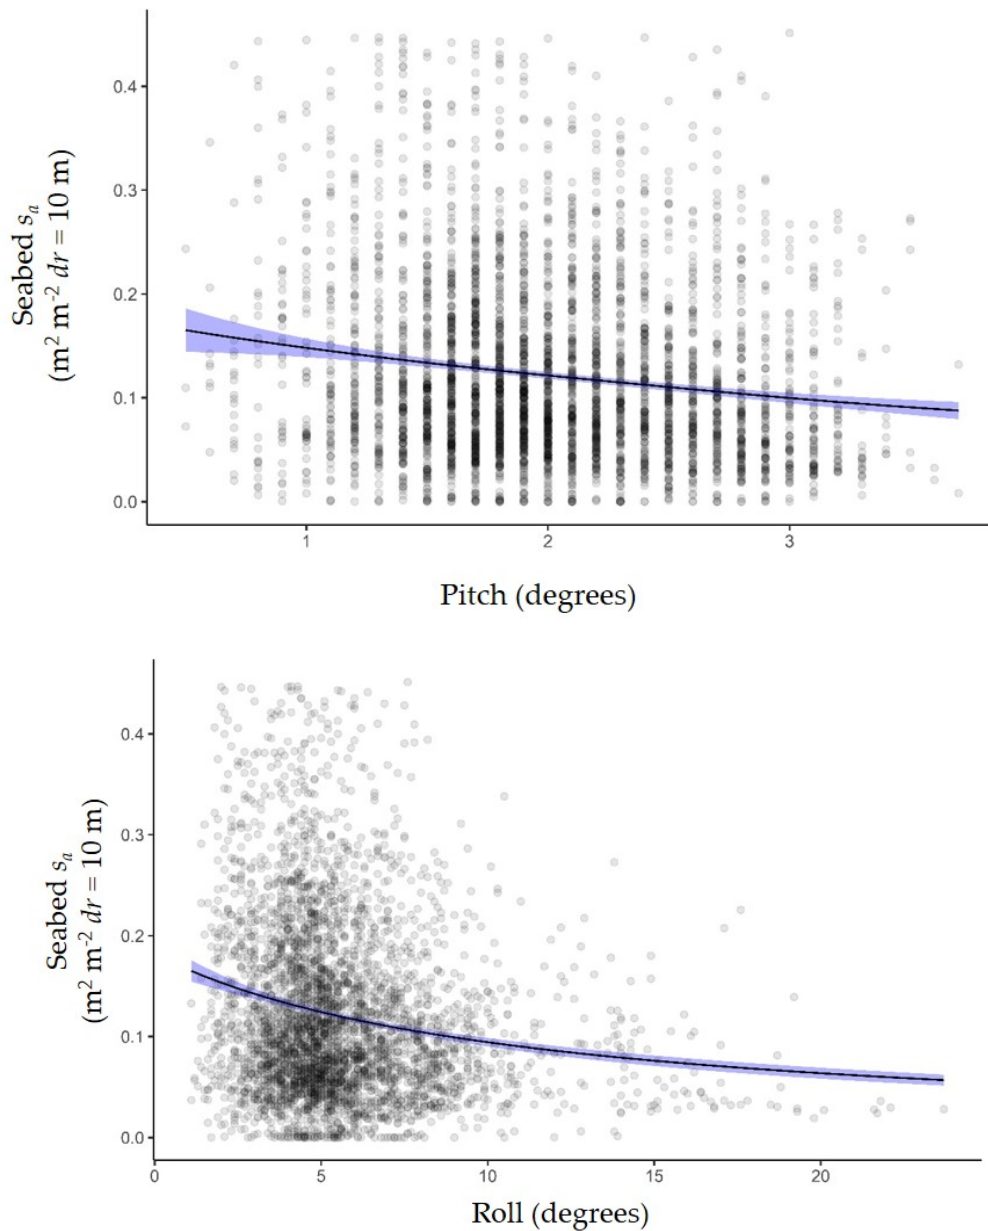 0.4
0.3
0.2
0.1
0.0
Seabed sₐ
(m² m⁻² dr = 10 m)
1 2 3
Pitch (degrees)
0.4
0.3
0.2
0.1
0.0
Seabed sₐ
(m² m⁻² dr = 10 m)
0 5 10 15 20
Roll (degrees)